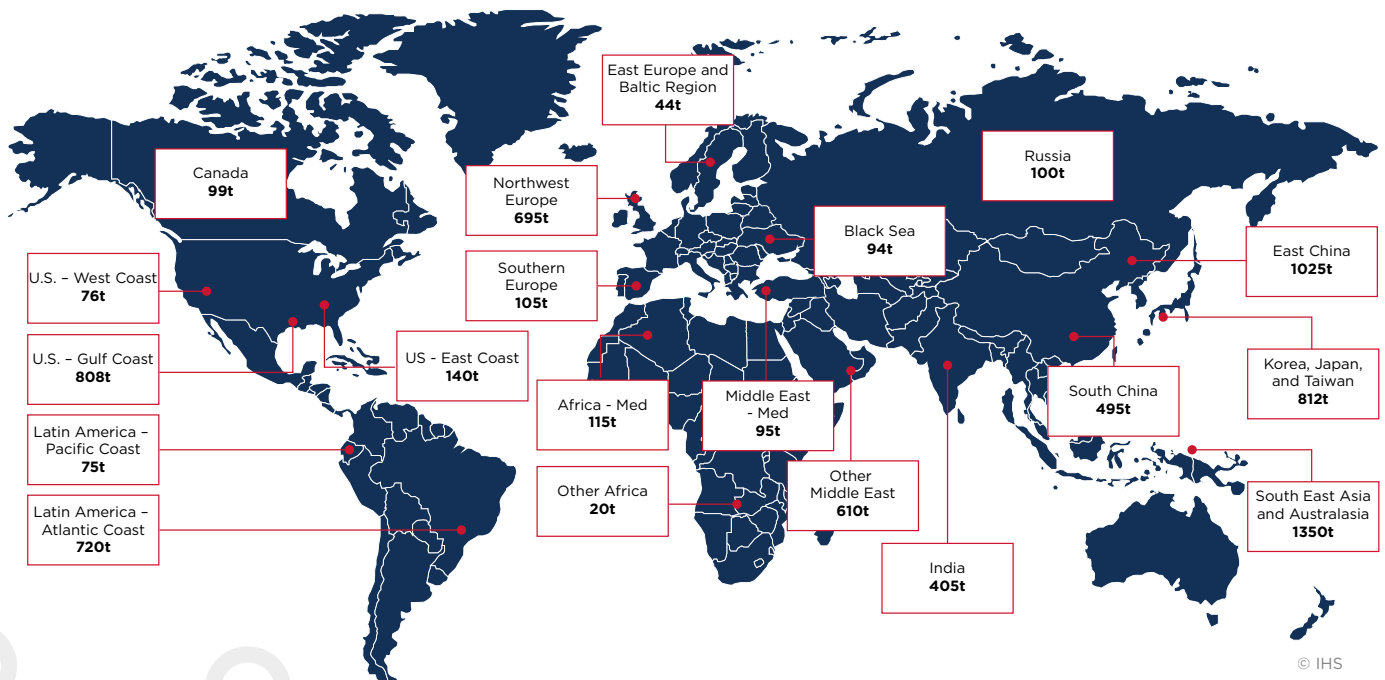 East Europe and
Baltic Region
44t
Russia
100t
Canada
99t
Northwest
Europe
695t
Black Sea
94t
East China
1025t
U.S. – West Coast
76t
Southern
Europe
105t
U.S. – Gulf Coast
808t
US - East Coast
140t
Korea, Japan,
and Taiwan
812t
Africa - Med
115t
Middle East
- Med
95t
South China
495t
Latin America –
Pacific Coast
75t
Other Africa
20t
Other
Middle East
610t
South East Asia
and Australasia
1350t
Latin America –
Atlantic Coast
720t
India
405t
© IHS